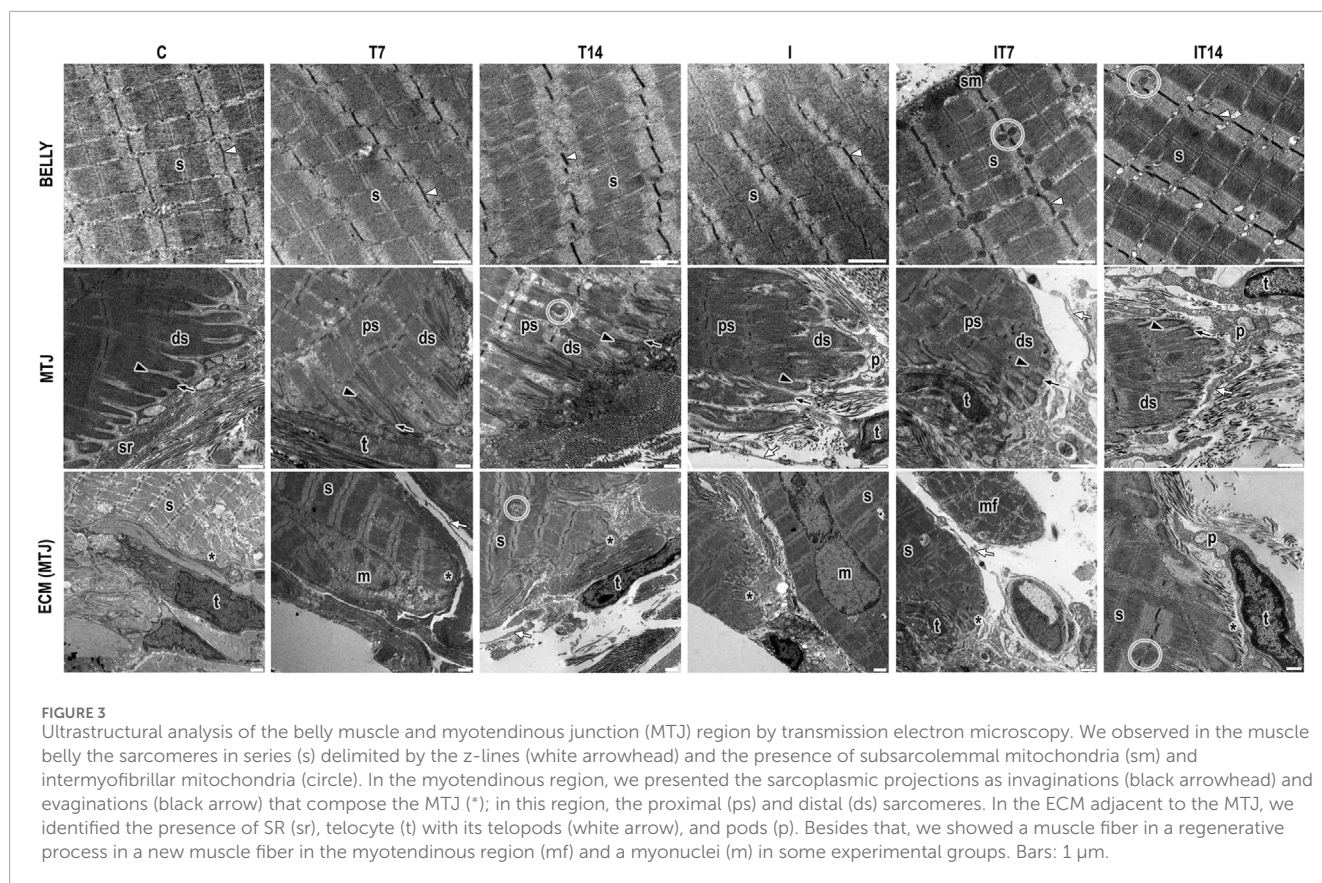 C T7 T14 I IT7 IT14
BELLY
s s s s sm s s
MTJ
ds sr ps ds t ps ds ps ds p t ps ds t t p ds
ECM (MTJ)
s t s m s t s m mf s t p s t
* * * * * *
FIGURE 3
Ultrastructural analysis of the belly muscle and myotendinous junction (MTJ) region by transmission electron microscopy. We observed in the muscle
belly the sarcomeres in series (s) delimited by the z-lines (white arrowhead) and the presence of subsarcolemmal mitochondria (sm) and
intermyofibrillar mitochondria (circle). In the myotendinous region, we presented the sarcoplasmic projections as invaginations (black arrowhead) and
evaginations (black arrow) that compose the MTJ (*); in this region, the proximal (ps) and distal (ds) sarcomeres. In the ECM adjacent to the MTJ, we
identified the presence of SR (sr), telocyte (t) with its telopods (white arrow), and pods (p). Besides that, we showed a muscle fiber in a regenerative
process in a new muscle fiber in the myotendinous region (mf) and a myonuclei (m) in some experimental groups. Bars: 1 µm.